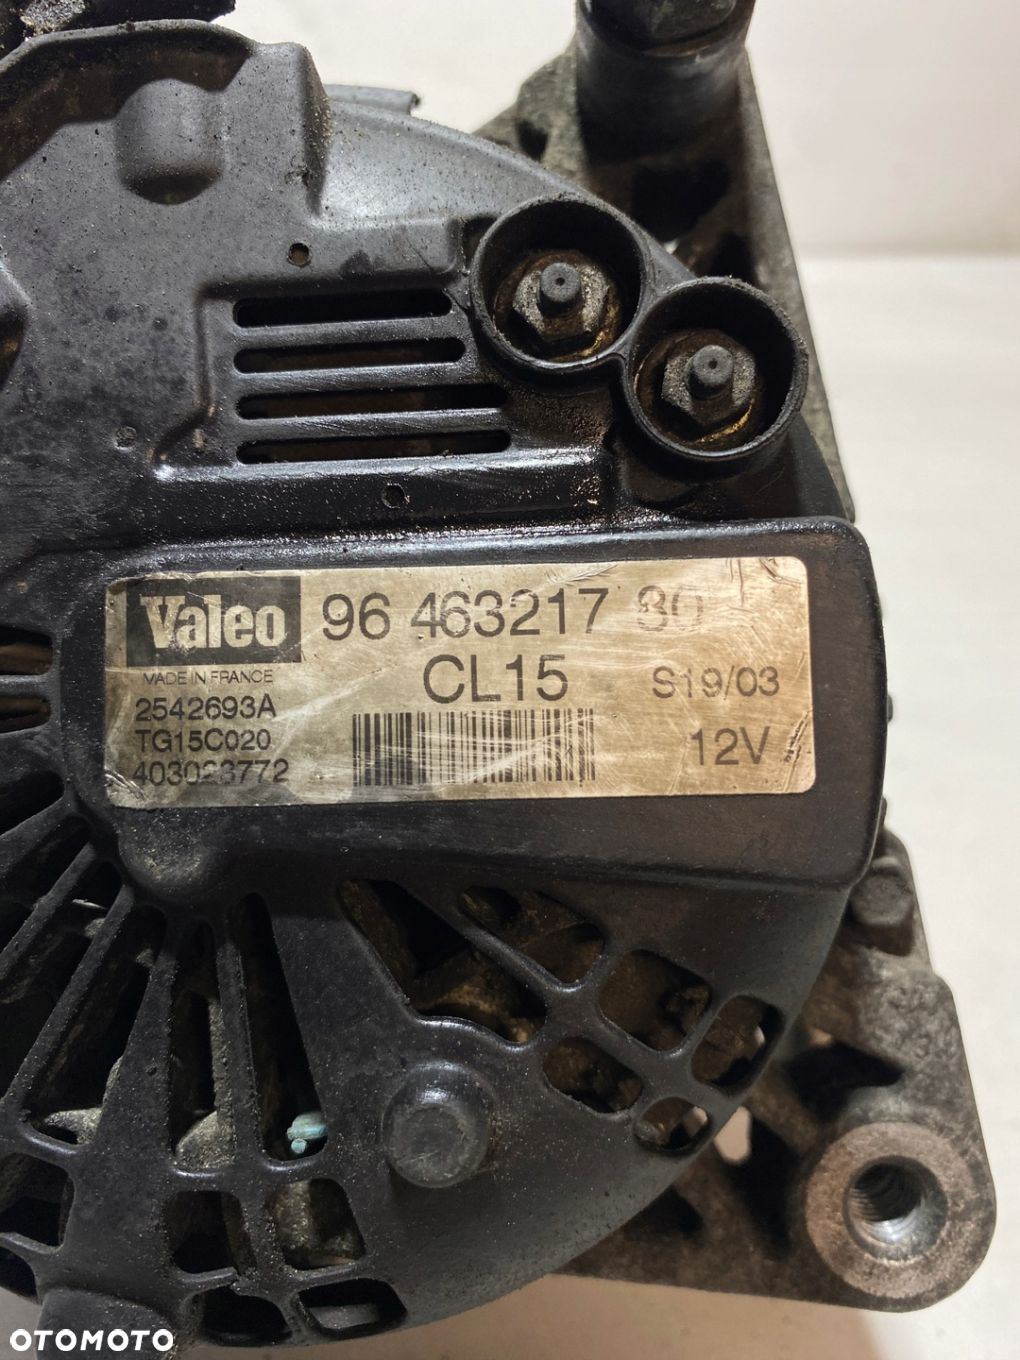 Valeo 96 463217 80
MADE IN FRANCE CL15 S19/03
2542693A
TG15C020 12V
403023772
OTOMOTO